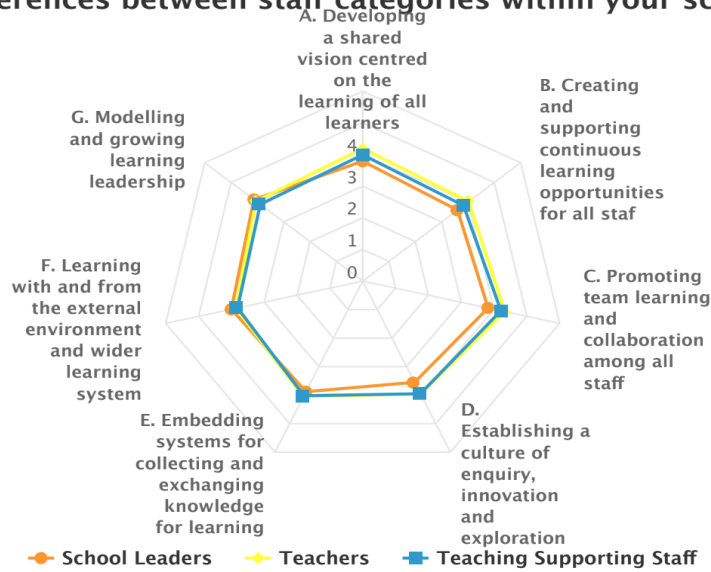 erences between staff categories within your sc
A. Developing
a shared
vision centred
on the
learning of all
learners
B. Creating
and
supporting
continuous
learning
opportunities
for all staf
C. Promoting
team learning
and
collaboration
among all
staff
D.
Establishing a
culture of
enquiry,
innovation
and
exploration
E. Embedding
systems for
collecting and
exchanging
knowledge
for learning
F. Learning
with and from
the external
environment
and wider
learning
system
G. Modelling
and growing
learning
leadership
4
3
2
1
0
School Leaders Teachers Teaching Supporting Staff